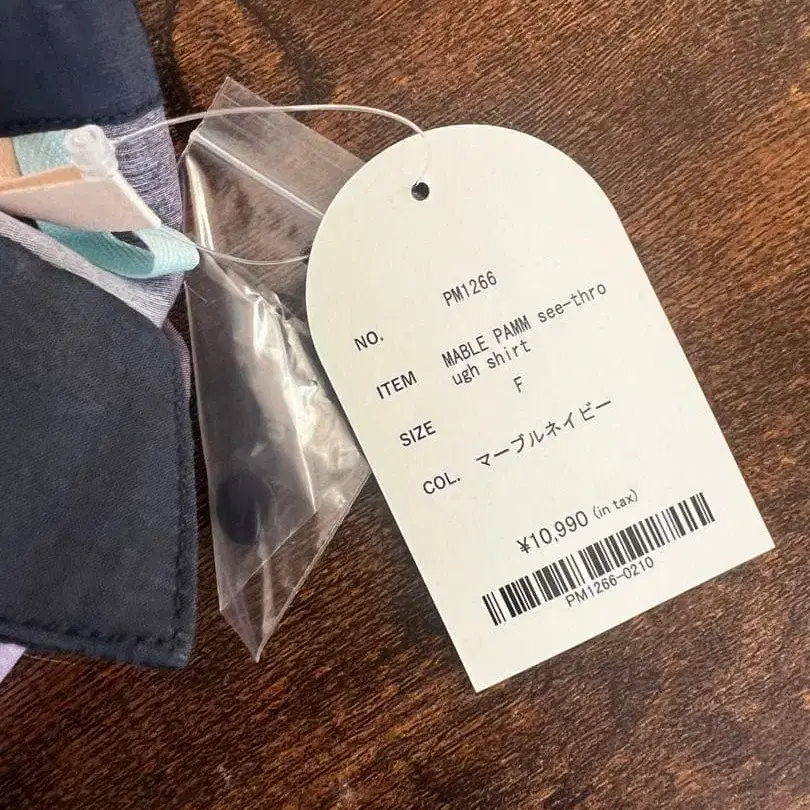 NO. PM1266
ITEM MABLE PAMM see-thro
ugh shirt
SIZE F
COL. マーブルネイビー
¥10,990 (in tax)
PM1266-0210